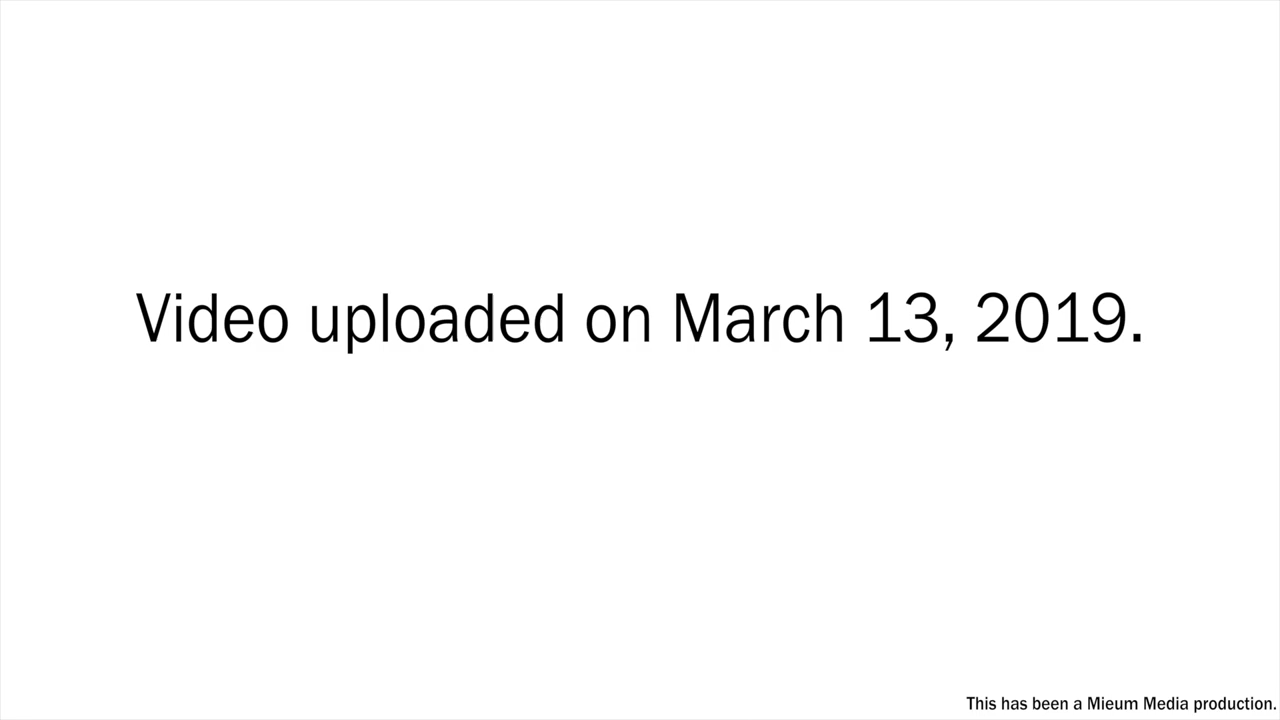 Video uploaded on March 13, 2019.
This has been a Mieum Media production.